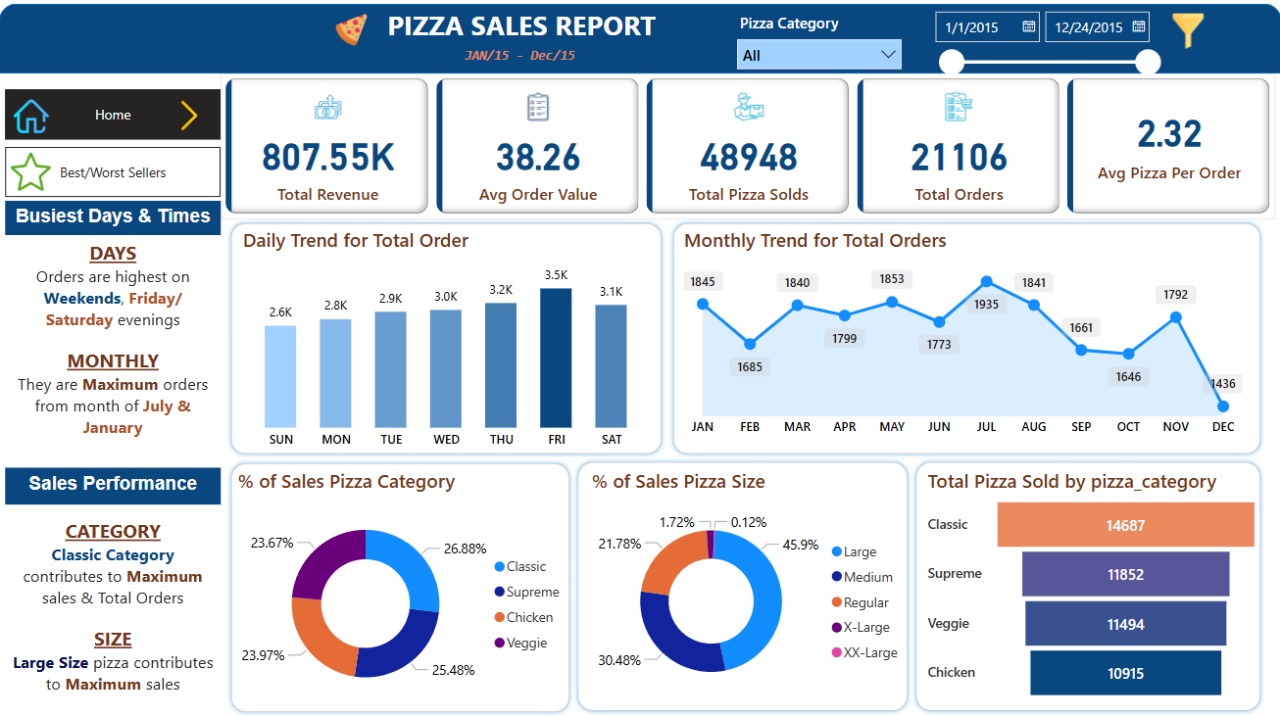 PIZZA SALES REPORT
JAN/15 - Dec/15
Pizza Category
All
1/1/2015
12/24/2015
Home
Best/Worst Sellers
Busiest Days & Times
DAYS
Orders are highest on
Weekends, Friday/
Saturday evenings
MONTHLY
They are Maximum orders
from month of July &
January
Sales Performance
CATEGORY
Classic Category
contributes to Maximum
sales & Total Orders
SIZE
Large Size pizza contributes
to Maximum sales
807.55K
Total Revenue
38.26
Avg Order Value
48948
Total Pizza Solds
21106
Total Orders
2.32
Avg Pizza Per Order
Daily Trend for Total Order
2.6K
2.8K
2.9K
3.0K
3.2K
3.5K
3.1K
SUN
MON
TUE
WED
THU
FRI
SAT
Monthly Trend for Total Orders
1845
1685
1840
1799
1853
1773
1935
1841
1661
1646
1792
1436
JAN
FEB
MAR
APR
MAY
JUN
JUL
AUG
SEP
OCT
NOV
DEC
% of Sales Pizza Category
23.67%
26.88%
23.97%
25.48%
Classic
Supreme
Chicken
Veggie
% of Sales Pizza Size
1.72%
0.12%
21.78%
45.9%
30.48%
Large
Medium
Regular
X-Large
XX-Large
Total Pizza Sold by pizza_category
Classic
14687
Supreme
11852
Veggie
11494
Chicken
10915